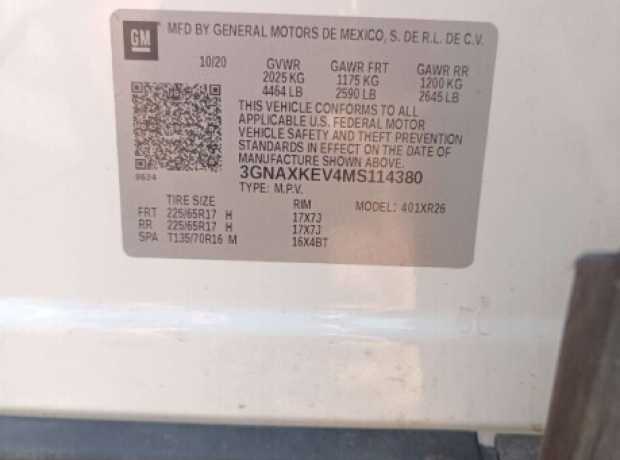 GM
MFD BY GENERAL MOTORS DE MEXICO, S. DE R.L. DE C.V.
10/20 GVWR GAWR FRT GAWR RR
2025 KG 1175 KG 1200 KG
4464 LB 2590 LB 2645 LB
THIS VEHICLE CONFORMS TO ALL
APPLICABLE U.S. FEDERAL MOTOR
VEHICLE SAFETY AND THEFT PREVENTION
STANDARDS IN EFFECT ON THE DATE OF
MANUFACTURE SHOWN ABOVE.
3GNAXKEV4MS114380
9624
TYPE: M.P.V.
TIRE SIZE RIM MODEL: 401XR26
FRT 225/65R17 H 17X7J
RR 225/65R17 H 17X7J
SPA T135/70R16 M 16X4BT